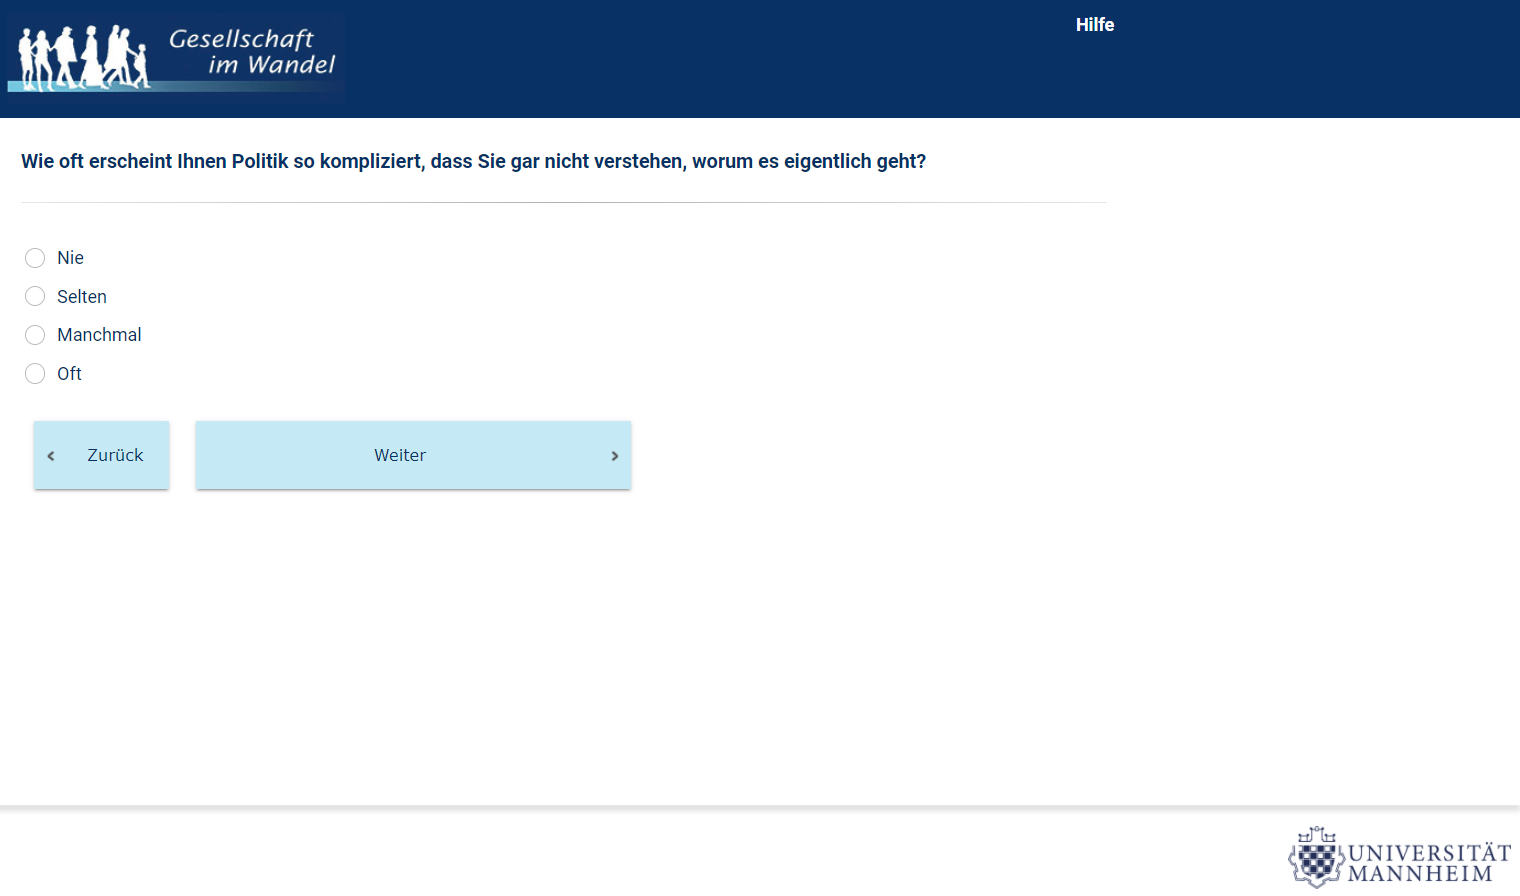 Gesellschaft
im Wandel
Hilfe
Wie oft erscheint Ihnen Politik so kompliziert, dass Sie gar nicht verstehen, worum es eigentlich geht?
Nie
Selten
Manchmal
Oft
Zurück
Weiter
UNIVERSITÄT
MANNHEIM